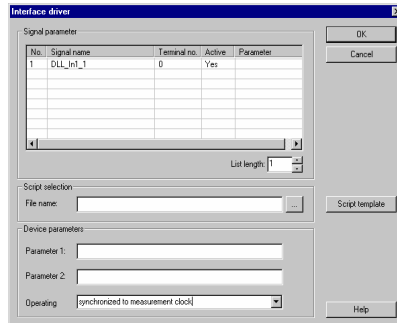 Interface driver
Signal parameter
No. Signal name Terminal no. Active Parameter
1 DLL_In1_1 0 Yes
List length: 1
OK
Cancel
Script selection
File name: ...
Script template
Device parameters
Parameter 1:
Parameter 2:
Operating synchronized to measurement clock
Help